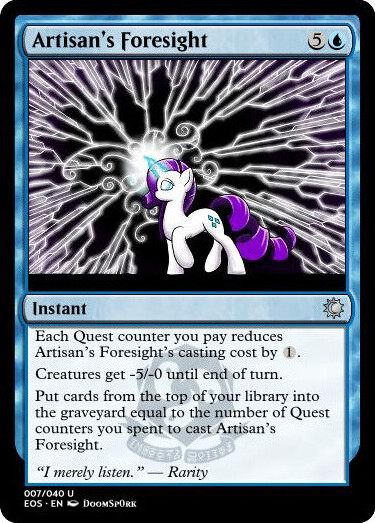 Artisan's Foresight 5
Instant
Each Quest counter you pay reduces
Artisan's Foresight's casting cost by 1.
Creatures get -5/-0 until end of turn.
Put cards from the top of your library into
the graveyard equal to the number of Quest
counters you spent to cast Artisan's
Foresight.
"I merely listen." — Rarity
007/040 U
EOS · EN DoomSp0rk